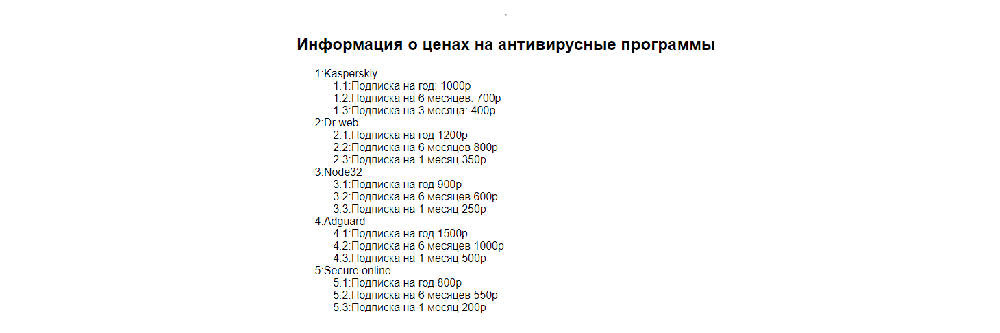 Информация о ценах на антивирусные программы
1:Kasperskiy
1.1:Подписка на год: 1000р
1.2:Подписка на 6 месяцев: 700р
1.3:Подписка на 3 месяца: 400р
2:Dr web
2.1:Подписка на год 1200р
2.2:Подписка на 6 месяцев 800р
2.3:Подписка на 1 месяц 350р
3:Node32
3.1:Подписка на год 900р
3.2:Подписка на 6 месяцев 600р
3.3:Подписка на 1 месяц 250р
4:Adguard
4.1:Подписка на год 1500р
4.2:Подписка на 6 месяцев 1000р
4.3:Подписка на 1 месяц 500р
5:Secure online
5.1:Подписка на год 800р
5.2:Подписка на 6 месяцев 550р
5.3:Подписка на 1 месяц 200р